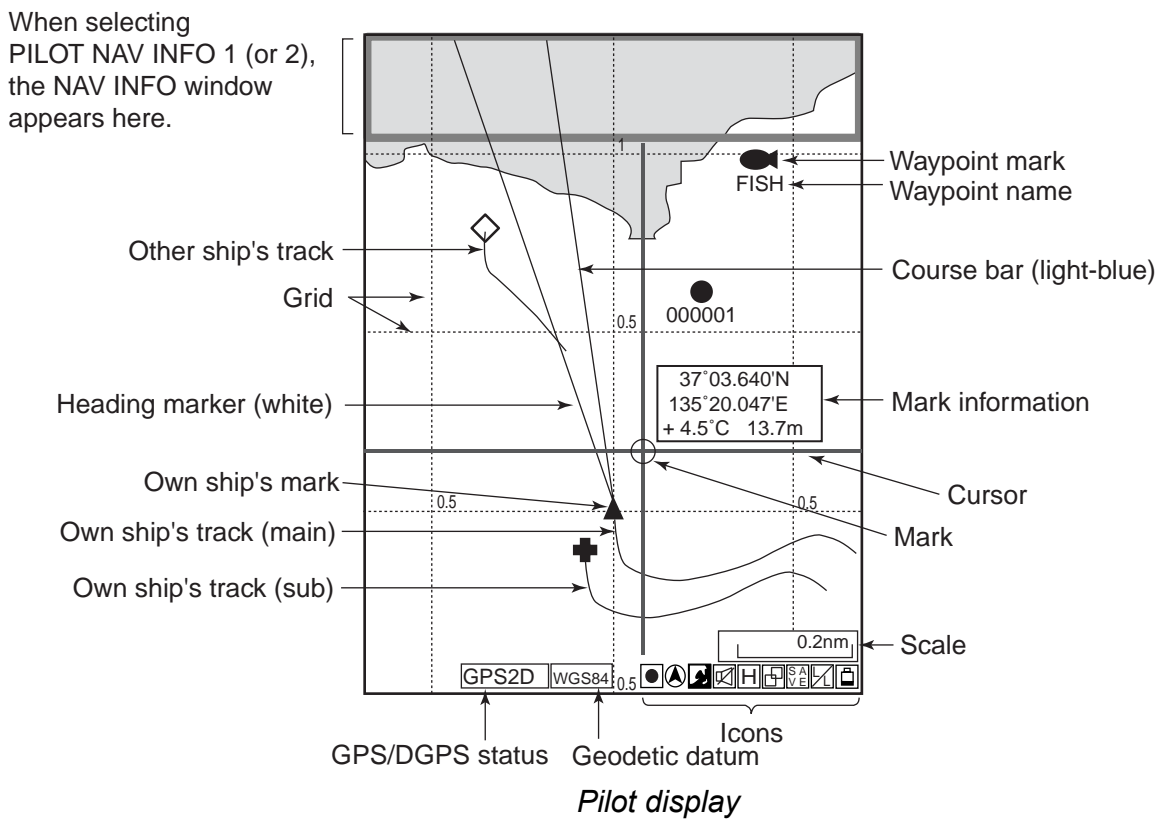 When selecting
PILOT NAV INFO 1 (or 2),
the NAV INFO window
appears here.
1
Waypoint mark
FISH
Waypoint name
Other ship's track
Course bar (light-blue)
Grid
000001
0.5
37°03.640'N
135°20.047'E
+ 4.5°C 13.7m
Heading marker (white)
Mark information
Own ship's mark
0.5
0.5
Cursor
Own ship's track (main)
Mark
Own ship's track (sub)
0.2nm
Scale
GPS2D
WGS84
0.5
H
SA
VE
L/L
Icons
GPS/DGPS status
Geodetic datum
Pilot display